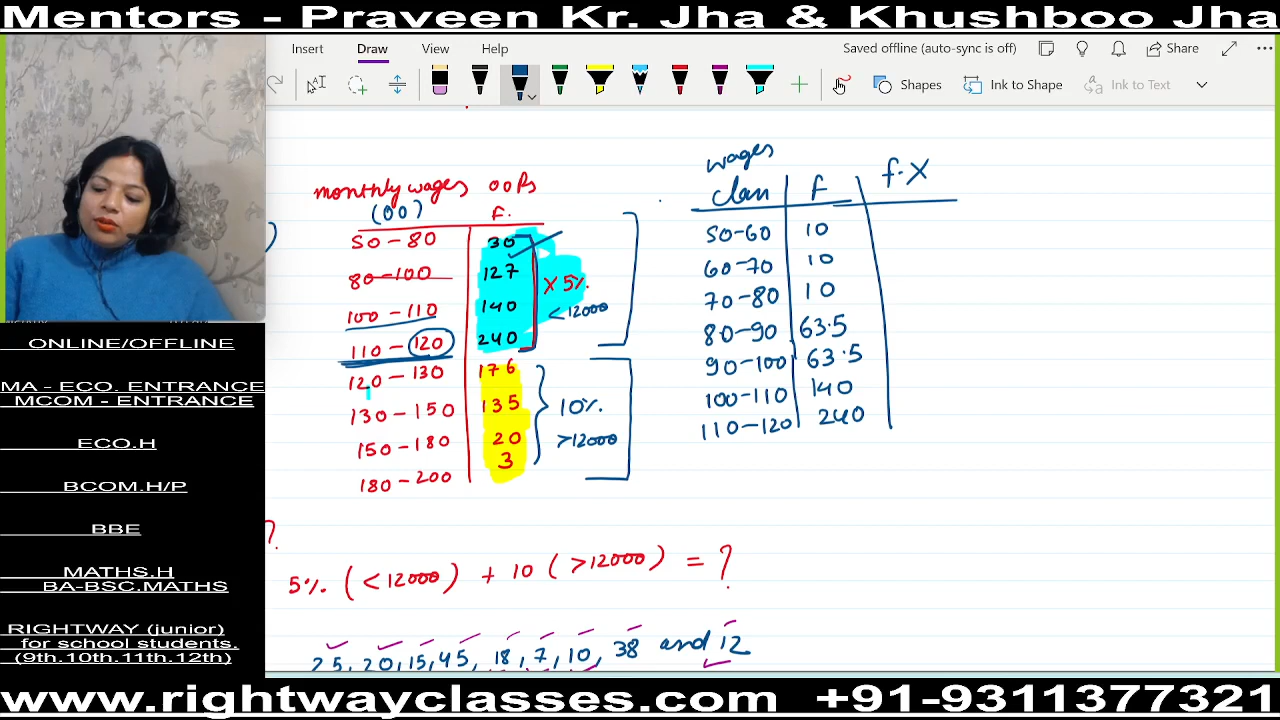 Mentors - Praveen Kr. Jha & Khushboo Jha
Insert Draw View Help Saved offline (auto-sync is off) Share
Shapes Ink to Shape Ink to Text
ONLINE/OFFLINE
MA - ECO. ENTRANCE
MCOM - ENTRANCE
ECO.H
BCOM.H/P
BBE
MATHS.H
BA-BSC.MATHS
RIGHTWAY (junior)
for school students.
(9th.10th.11th.12th)
monthly wages
(00) f.
50-80 30
80-100 127
100-110 140
110-120 240
120-130 176
130-150 135
150-180 20
180-200 3
x 5%
<12000
10%
>12000
wages
class f f.x
50-60 10
60-70 10
70-80 10
80-90 63.5
90-100 63.5
100-110 140
110-120 240
?
5% (<12000) + 10 (>12000) = ?
25, 20, 15, 45, 18, 7, 10, 38 and 12
www.rightwayclasses.com +91-9311377321